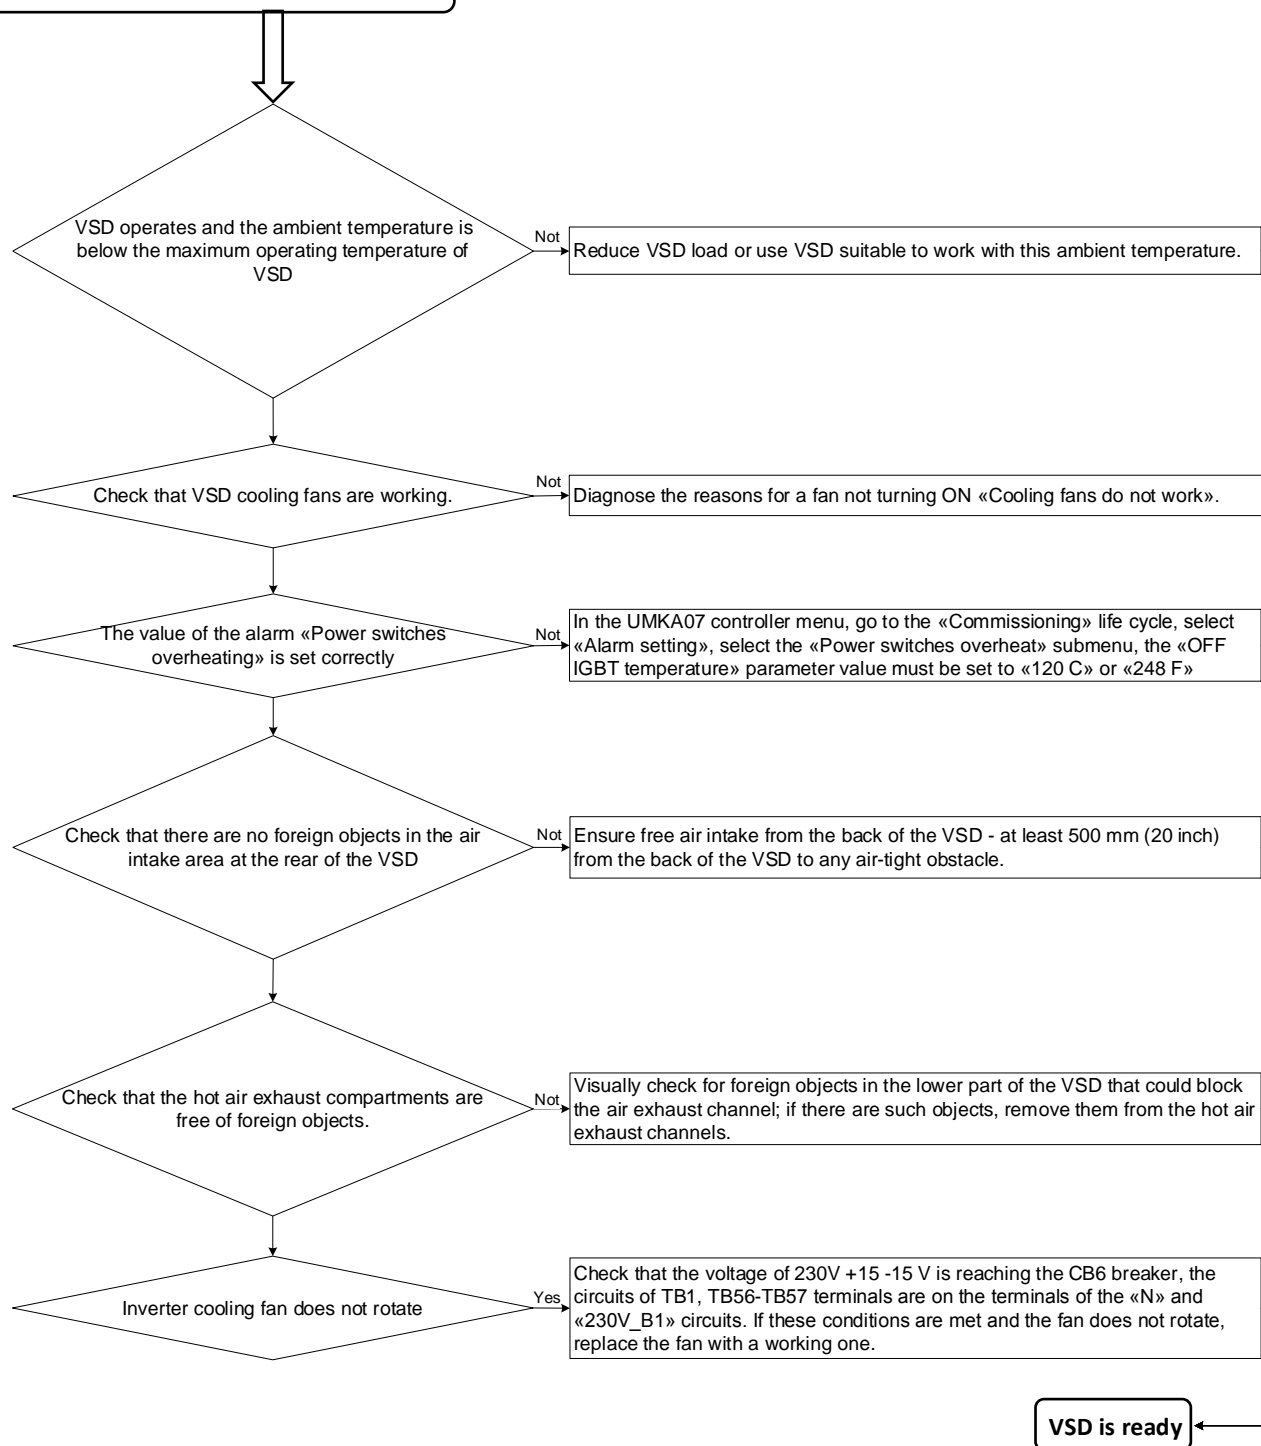 VSD operates and the ambient temperature is
below the maximum operating temperature of
VSD
Not
Reduce VSD load or use VSD suitable to work with this ambient temperature.
Check that VSD cooling fans are working.
Not
Diagnose the reasons for a fan not turning ON «Cooling fans do not work».
The value of the alarm «Power switches
overheating» is set correctly
Not
In the UMKA07 controller menu, go to the «Commissioning» life cycle, select
«Alarm setting», select the «Power switches overheat» submenu, the «OFF
IGBT temperature» parameter value must be set to «120 C» or «248 F»
Check that there are no foreign objects in the air
intake area at the rear of the VSD
Not
Ensure free air intake from the back of the VSD - at least 500 mm (20 inch)
from the back of the VSD to any air-tight obstacle.
Check that the hot air exhaust compartments are
free of foreign objects.
Not
Visually check for foreign objects in the lower part of the VSD that could block
the air exhaust channel; if there are such objects, remove them from the hot air
exhaust channels.
Inverter cooling fan does not rotate
Yes
Check that the voltage of 230V +15 -15 V is reaching the CB6 breaker, the
circuits of TB1, TB56-TB57 terminals are on the terminals of the «N» and
«230V_B1» circuits. If these conditions are met and the fan does not rotate,
replace the fan with a working one.
VSD is ready